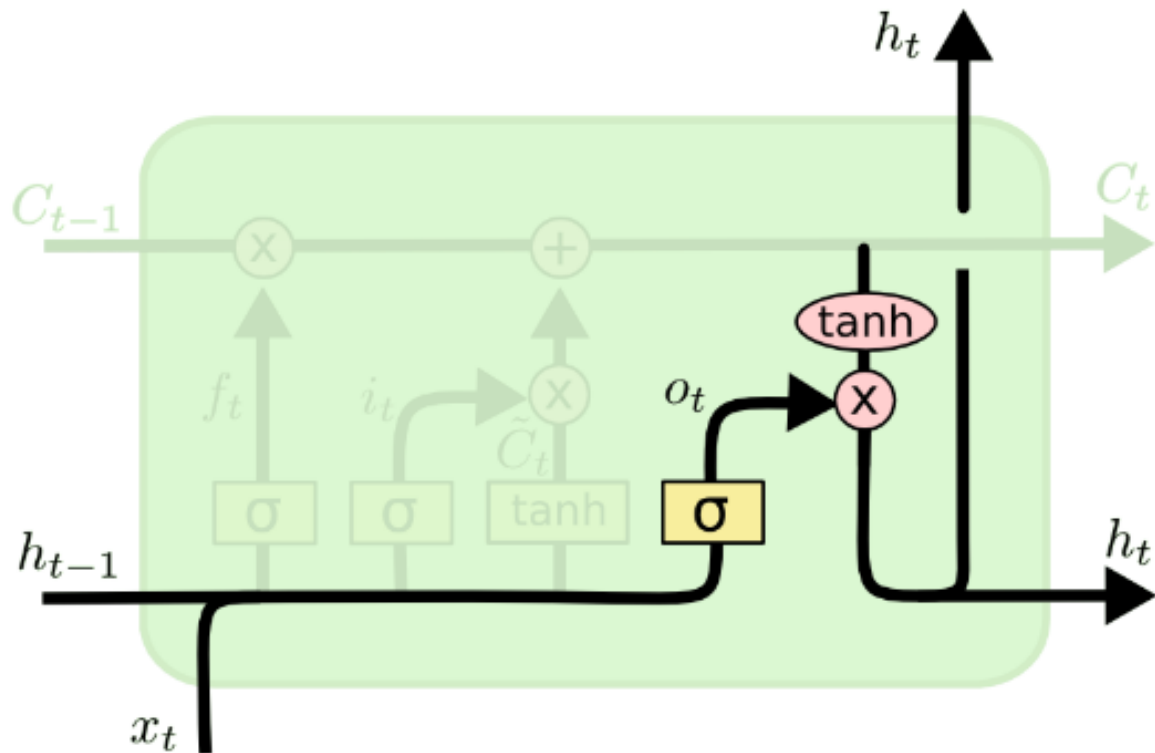 h_t
C_{t-1}
C_t
x
+
tanh
f_t
i_t
x
o_t
x
C̃_t
σ
σ
tanh
σ
h_{t-1}
h_t
x_t